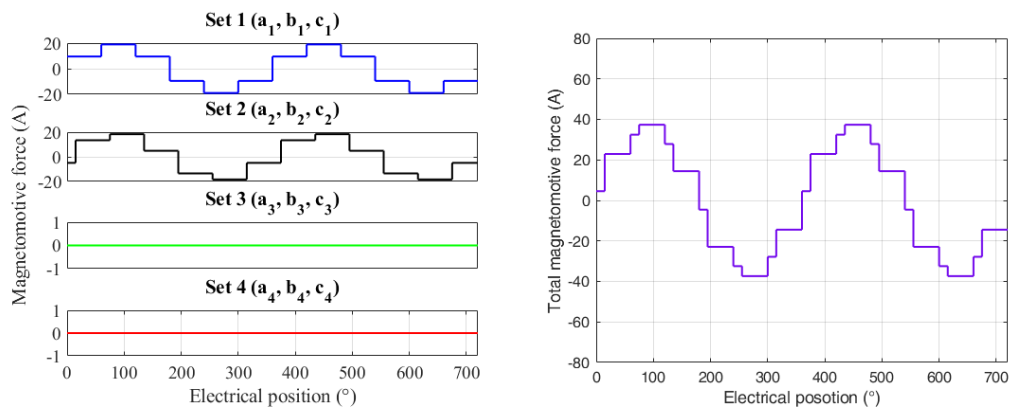 Set 1 (a1, b1, c1)
20
0
-20
Set 2 (a2, b2, c2)
20
0
-20
Set 3 (a3, b3, c3)
1
0
-1
Set 4 (a4, b4, c4)
1
0
-1
0 100 200 300 400 500 600 700
Electrical position (°)
Magnetomotive force (A)
80
60
40
20
0
-20
-40
-60
-80
0 100 200 300 400 500 600 700
Electrical posotion (°)
Total magnetomotive force (A)